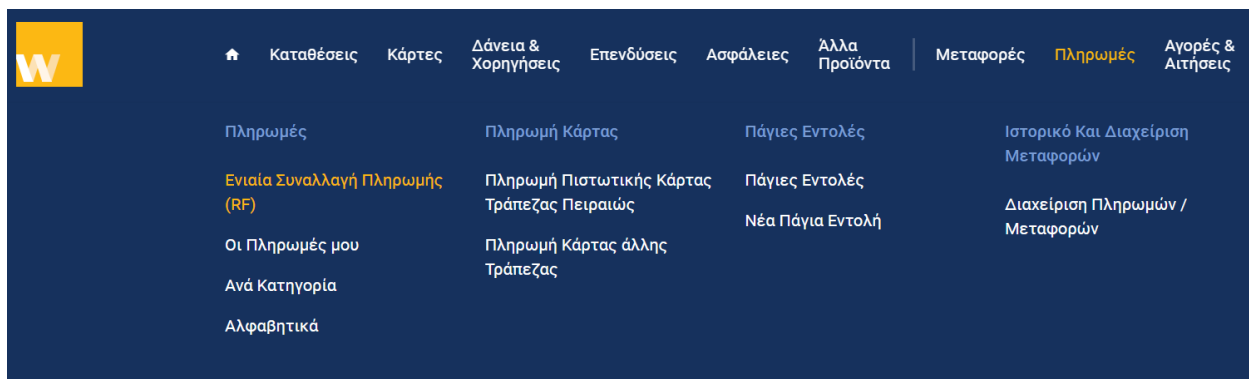 W
Καταθέσεις
Κάρτες
Δάνεια &
Χορηγήσεις
Επενδύσεις
Ασφάλειες
Άλλα
Προϊόντα
Μεταφορές
Πληρωμές
Αγορές &
Αιτήσεις
Πληρωμές
Ενιαία Συναλλαγή Πληρωμής
(RF)
Οι Πληρωμές μου
Ανά Κατηγορία
Αλφαβητικά
Πληρωμή Κάρτας
Πληρωμή Πιστωτικής Κάρτας
Τράπεζας Πειραιώς
Πληρωμή Κάρτας άλλης
Τράπεζας
Πάγιες Εντολές
Πάγιες Εντολές
Νέα Πάγια Εντολή
Ιστορικό Και Διαχείριση
Μεταφορών
Διαχείριση Πληρωμών /
Μεταφορών